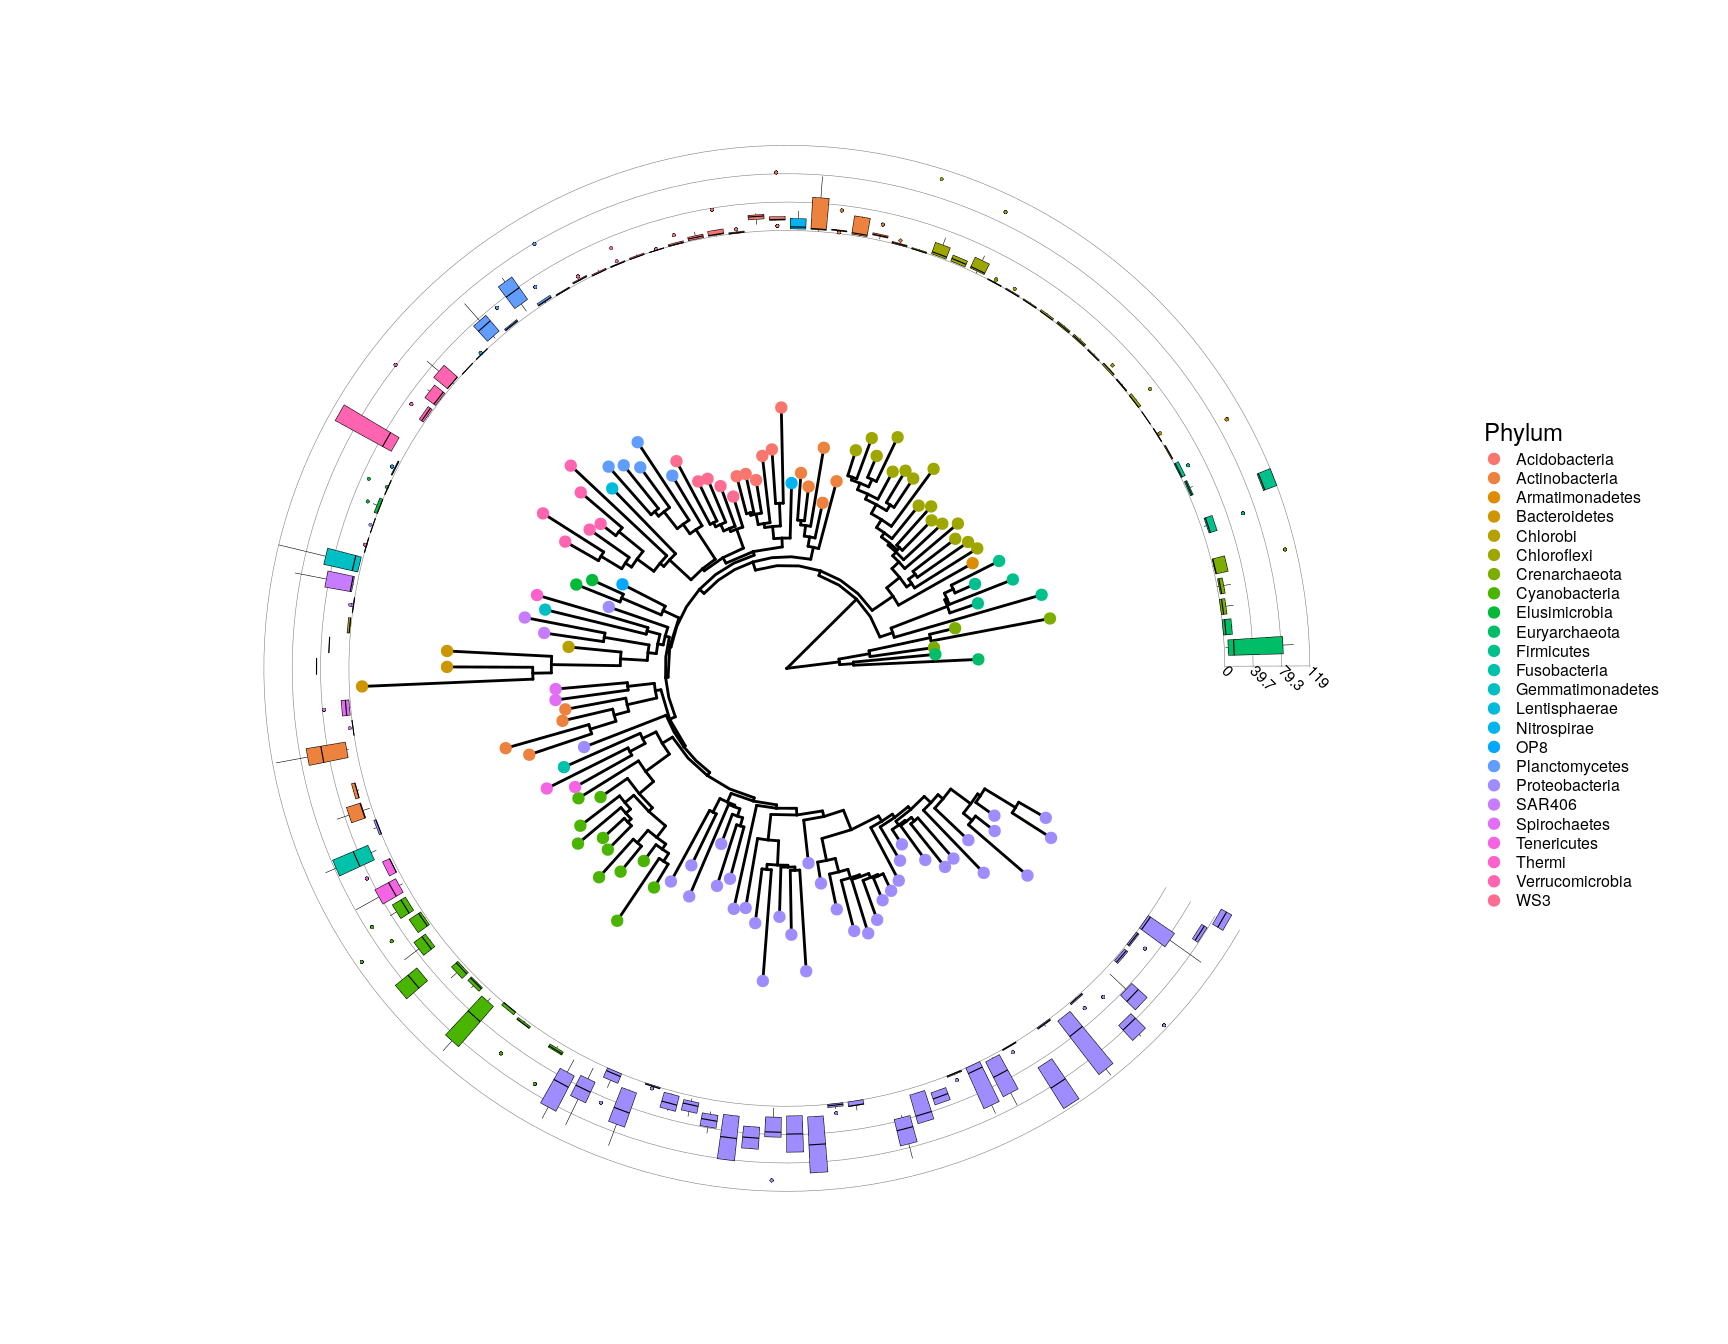 Phylum
Acidobacteria
Actinobacteria
Armatimonadetes
Bacteroidetes
Chlorobi
Chloroflexi
Crenarchaeota
Cyanobacteria
Elusimicrobia
Euryarchaeota
Firmicutes
Fusobacteria
Gemmatimonadetes
Lentisphaerae
Nitrospirae
OP8
Planctomycetes
Proteobacteria
SAR406
Spirochaetes
Tenericutes
Thermi
Verrucomicrobia
WS3
0
39.7
79.3
119